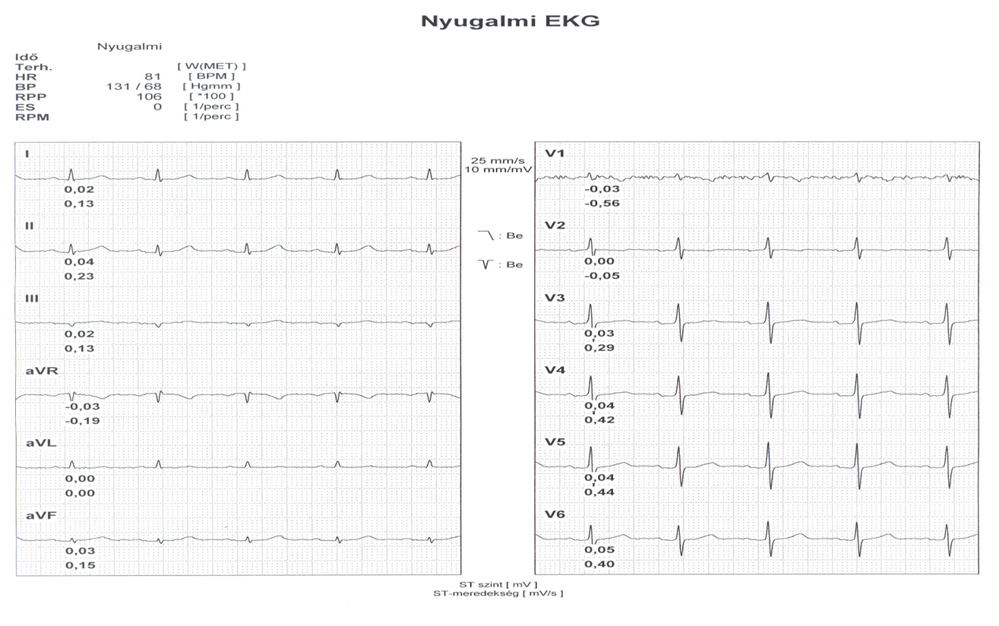 Nyugalmi EKG
Nyugalmi
Idő
Terh. [ W(MET) ]
HR 81 [ BPM ]
BP 131 / 68 [ Hgmm ]
RPP 106 [ *100 ]
ES 0 [ 1/perc ]
RPM [ 1/perc ]
I
0,02
0,13
II
0,04
0,23
III
0,02
0,13
aVR
-0,03
-0,19
aVL
0,00
0,00
aVF
0,03
0,15
25 mm/s
10 mm/mV
: Be
: Be
V1
-0,03
-0,56
V2
0,00
-0,05
V3
0,03
0,29
V4
0,04
0,42
V5
0,04
0,44
V6
0,05
0,40
ST szint [ mV ]
ST-meredekség [ mV/s ]